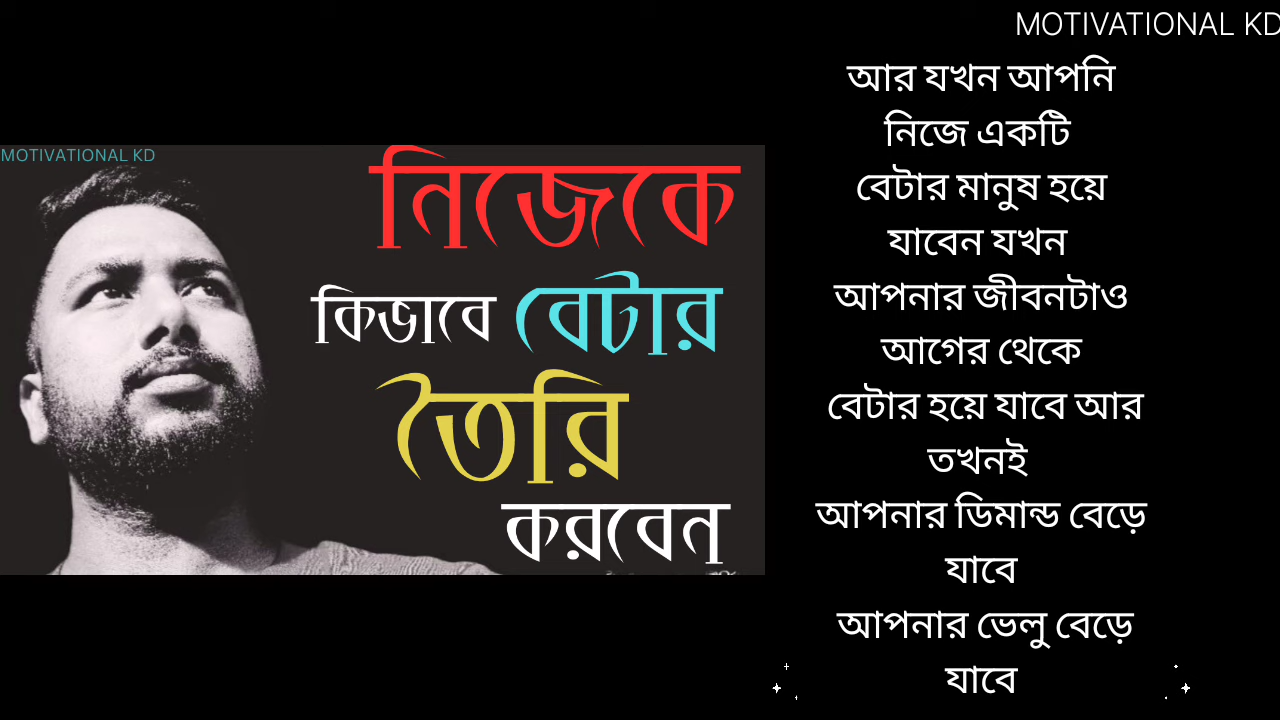 MOTIVATIONAL KD
MOTIVATIONAL KD
নিজেকে
কিভাবে বেটার
তৈরি
করবেন
আর যখন আপনি
নিজে একটি
বেটার মানুষ হয়ে
যাবেন যখন
আপনার জীবনটাও
আগের থেকে
বেটার হয়ে যাবে আর
তখনই
আপনার ডিমান্ড বেড়ে
যাবে
আপনার ভেলু বেড়ে
যাবে